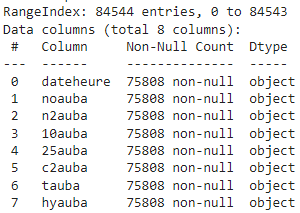 RangeIndex: 84544 entries, 0 to 84543
Data columns (total 8 columns):
 #   Column     Non-Null Count  Dtype
---  ------     --------------  -----
 0   dateheure  75808 non-null  object
 1   noauba     75808 non-null  object
 2   n2auba     75808 non-null  object
 3   10auba     75808 non-null  object
 4   25auba     75808 non-null  object
 5   c2auba     75808 non-null  object
 6   tauba      75808 non-null  object
 7   hyauba     75808 non-null  object